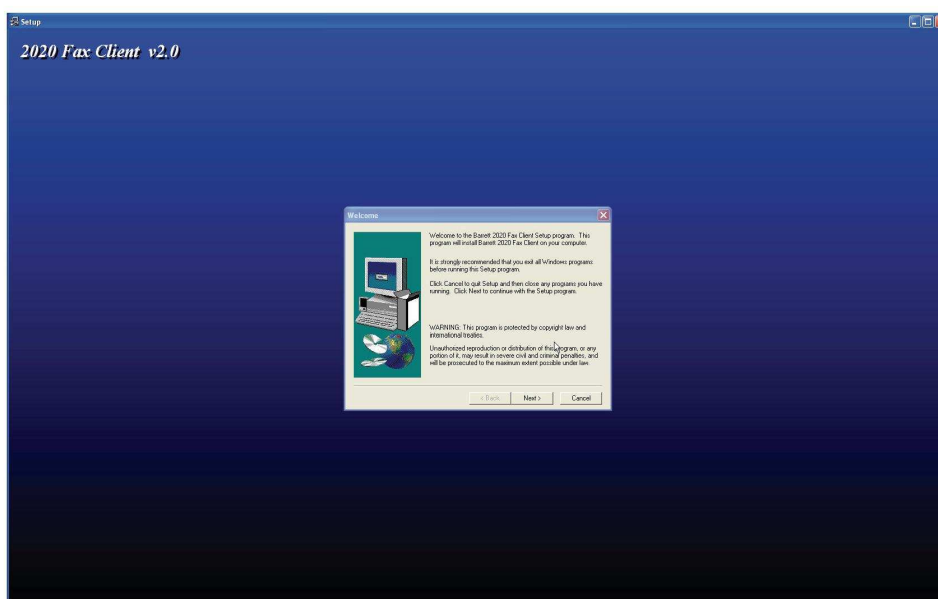 Setup
2020 Fax Client v2.0
Welcome
Welcome to the Barrett 2020 Fax Client Setup program. This
program will install Barrett 2020 Fax Client on your computer.
It is strongly recommended that you exit all Windows programs
before running this Setup program.
Click Cancel to quit Setup and then close any programs you have
running. Click Next to continue with the Setup program.
WARNING: This program is protected by copyright law and
international treaties.
Unauthorized reproduction or distribution of this program, or any
portion of it, may result in severe civil and criminal penalties, and
will be prosecuted to the maximum extent possible under law.
< Back
Next >
Cancel